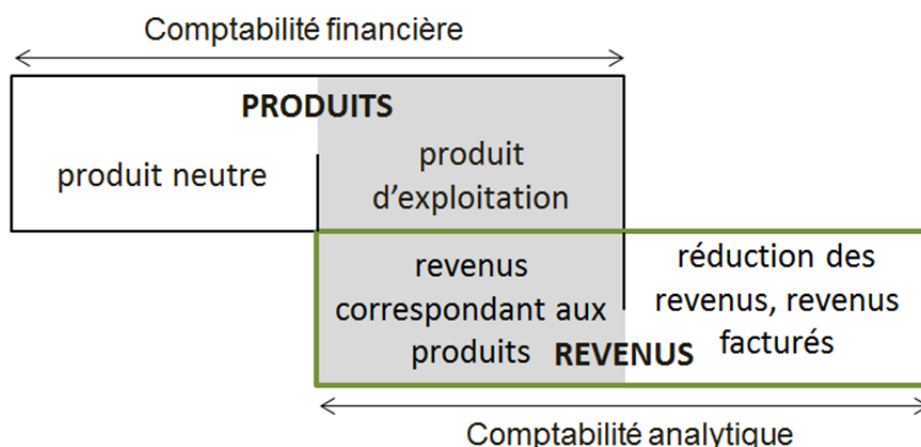 Comptabilité financière
PRODUITS
produit neutre
produit
d'exploitation
revenus
correspondant aux
produits
réduction des
revenus, revenus
facturés
REVENUS
Comptabilité analytique